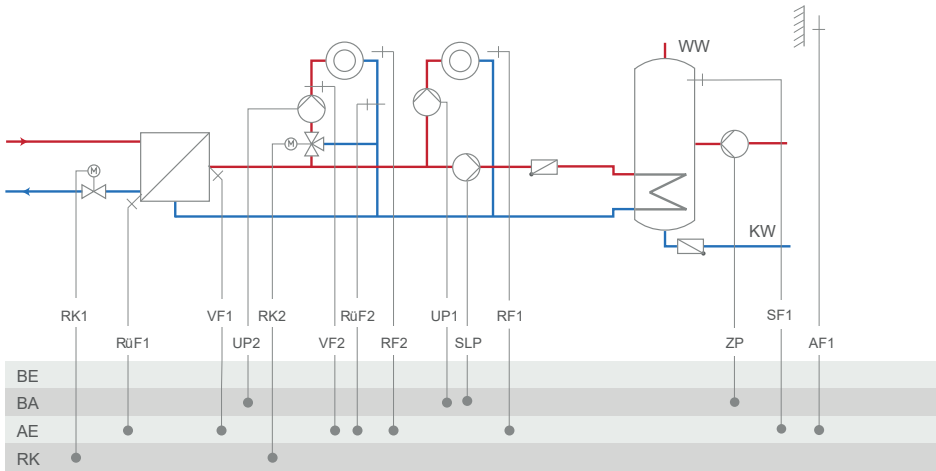 WW
M
M
KW
RK1 VF1 RK2 RüF2 UP1 RF1 SF1
RüF1 UP2 VF2 RF2 SLP ZP AF1
BE
BA
AE
RK